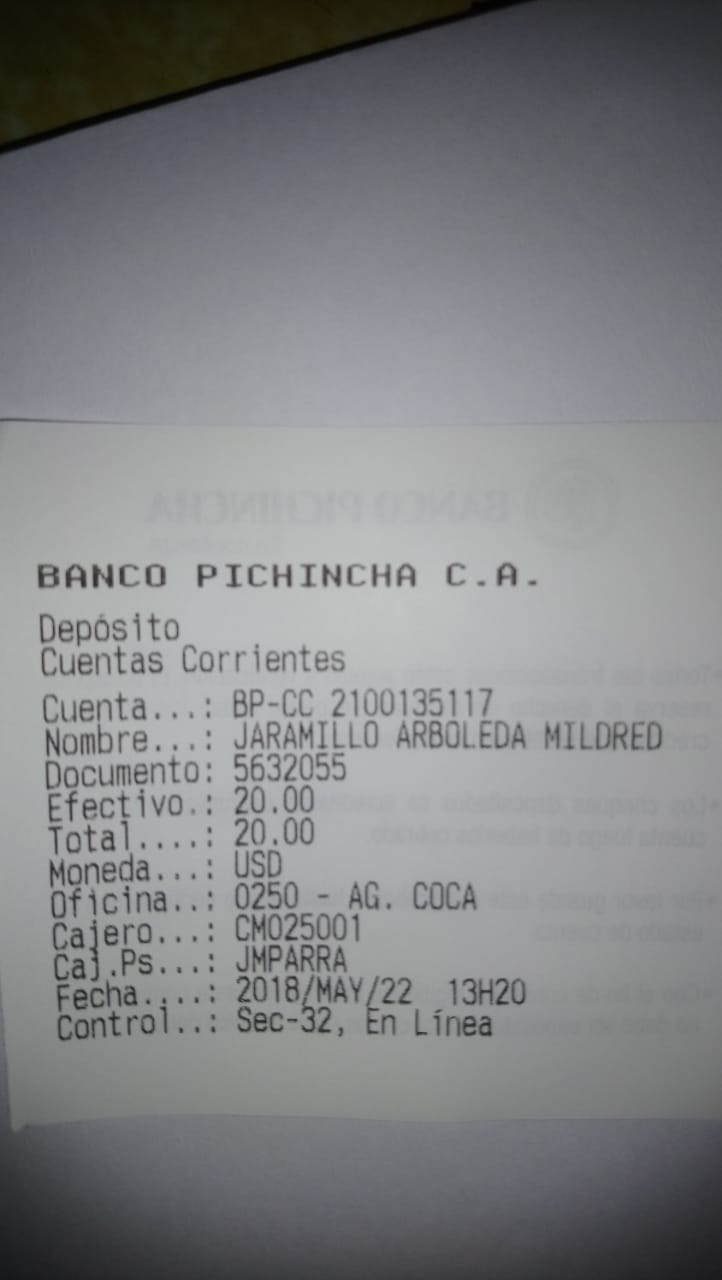 BANCO PICHINCHA
BANCO PICHINCHA C.A.
Depósito
Cuentas Corrientes
Cuenta...: BP-CC 2100135117
Nombre...: JARAMILLO ARBOLEDA MILDRED
Documento: 5632055
Efectivo.: 20.00
Total....: 20.00
Moneda...: USD
Oficina..: 0250 - AG. COCA
Cajero...: CM025001
Caj.Ps...: JMPARRA
Fecha....: 2018/MAY/22 13H20
Control..: Sec-32, En Línea